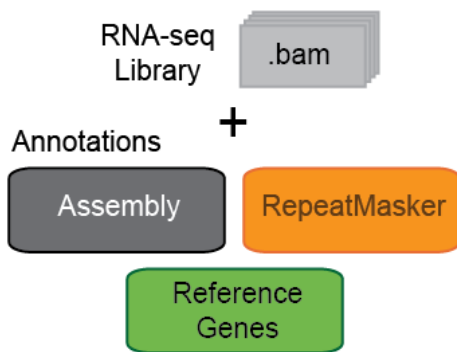 RNA-seq
Library
.bam
+
Annotations
Assembly
RepeatMasker
Reference
Genes